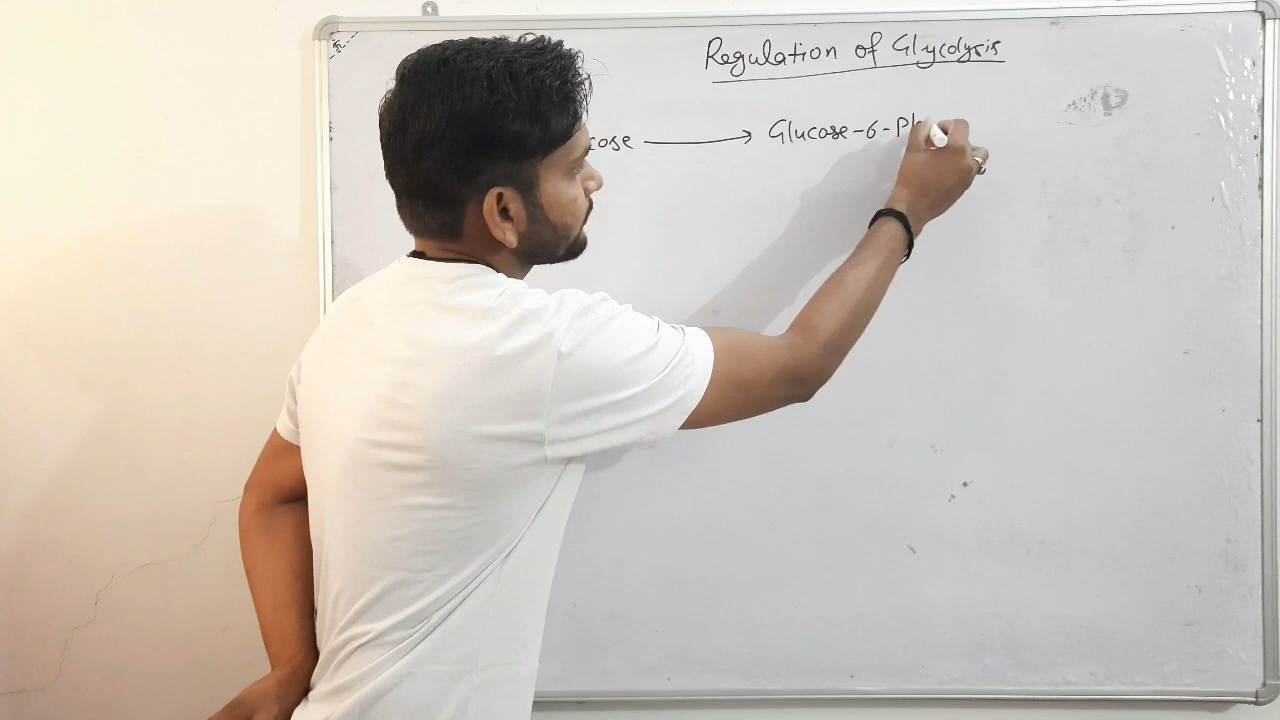 Regulation of Glycolysis
cose ⟶ Glucose-6-Ph